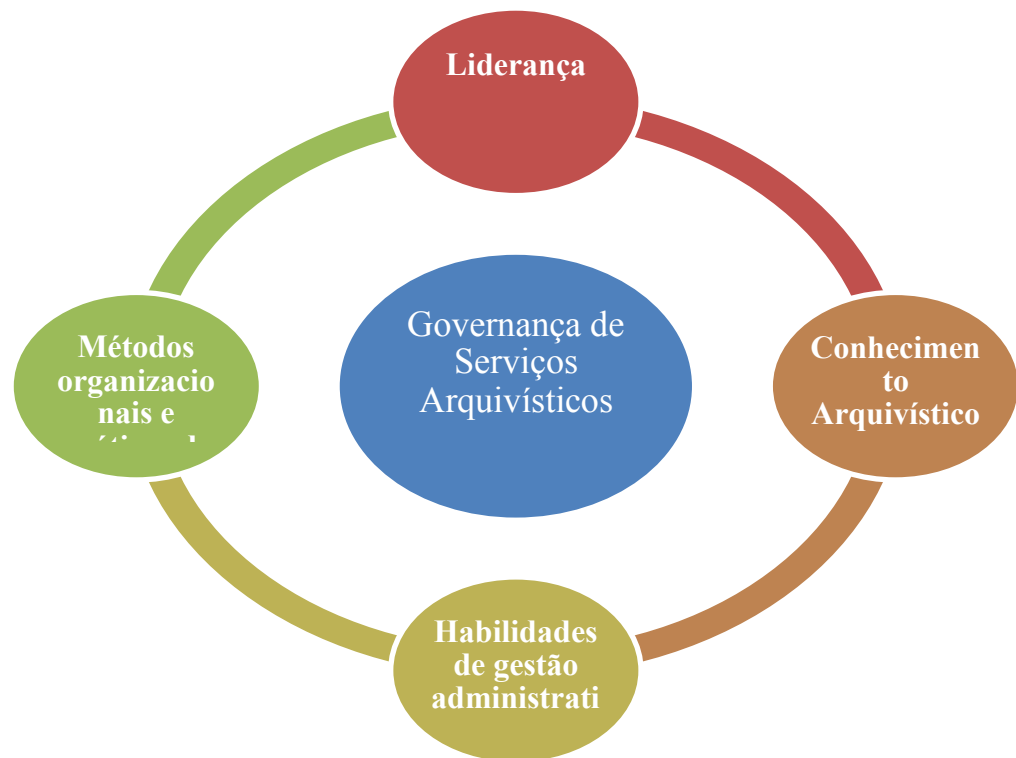 Liderança
Governança de
Serviços
Arquivísticos
Métodos
organizacio
nais e
Conhecimen
to
Arquivístico
Habilidades
de gestão
administrati